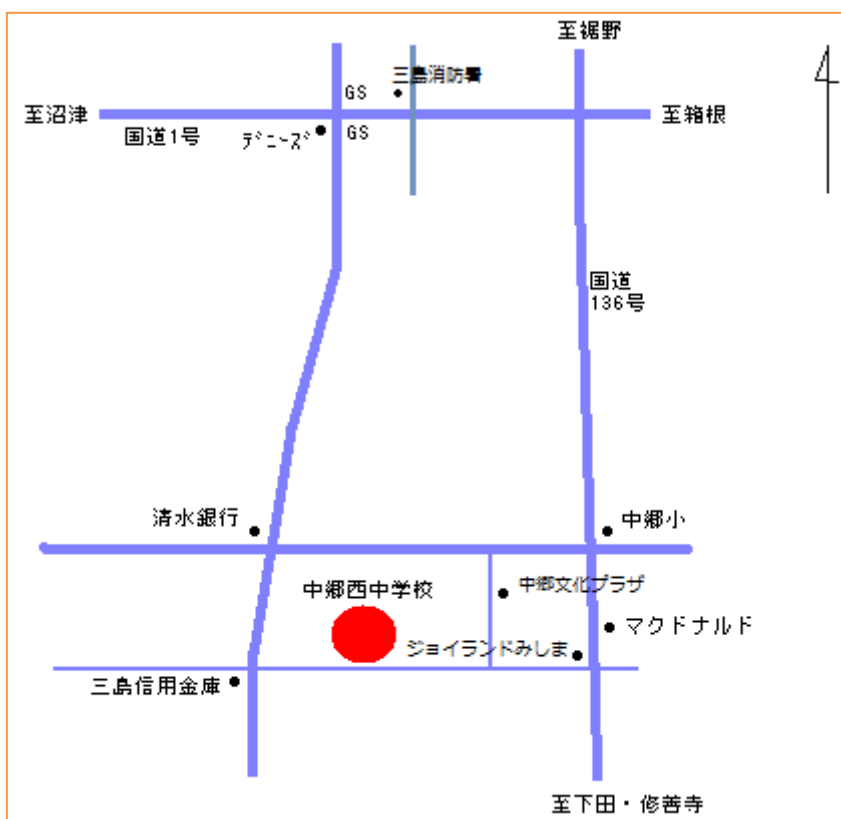 至裾野
三島消防署
GS
至沼津
至箱根
国道1号
ﾃﾞﾆｰｽﾞ
GS
国道
136号
清水銀行
中郷小
中郷西中学校
中郷文化プラザ
マクドナルド
ジョイランドみしま
三島信用金庫
至下田・修善寺